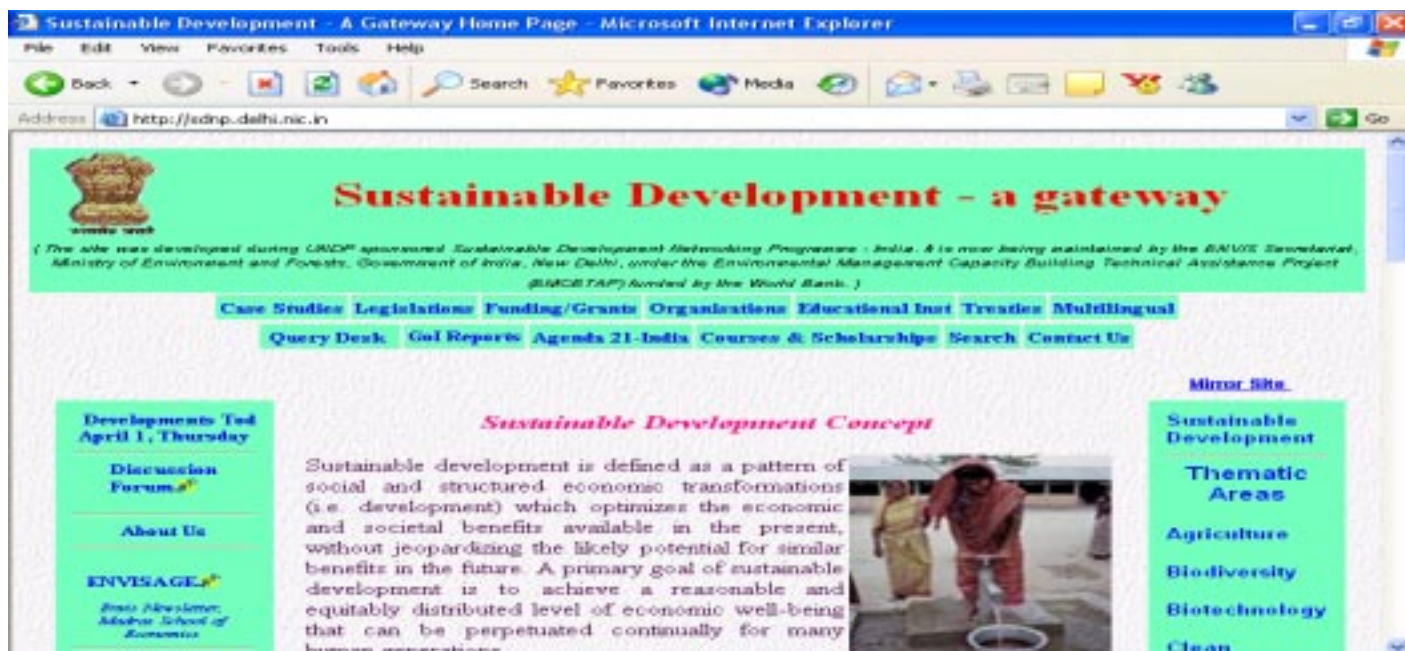 Sustainable Development - A Gateway Home Page - Microsoft Internet Explorer
File Edit View Favorites Tools Help
Back Search Favorites Media
Address http://sdnp.delhi.nic.in Go
Sustainable Development - a gateway
( The site was developed during UNDP sponsored Sustainable Development Networking Programme - India. It is now being maintained by the ENVIS Secretariat,
Ministry of Environment and Forests, Government of India, New Delhi, under the Environmental Management Capacity Building Technical Assistance Project
(EMCBTAP) funded by the World Bank. )
Case Studies Legislations Funding/Grants Organisations Educational Inst Treaties Multilingual
Query Desk GoI Reports Agenda 21-India Courses & Scholarships Search Contact Us
Mirror Site
Developments Tod
April 1, Thursday
Discussion
Forum
About Us
ENVISAGE
Madras School of
Economics
Sustainable Development Concept
Sustainable development is defined as a pattern of
social and structured economic transformations
(i.e. development) which optimizes the economic
and societal benefits available in the present,
without jeopardizing the likely potential for similar
benefits in the future. A primary goal of sustainable
development is to achieve a reasonable and
equitably distributed level of economic well-being
that can be perpetuated continually for many
human generations
Sustainable
Development
Thematic
Areas
Agriculture
Biodiversity
Biotechnology
Clean